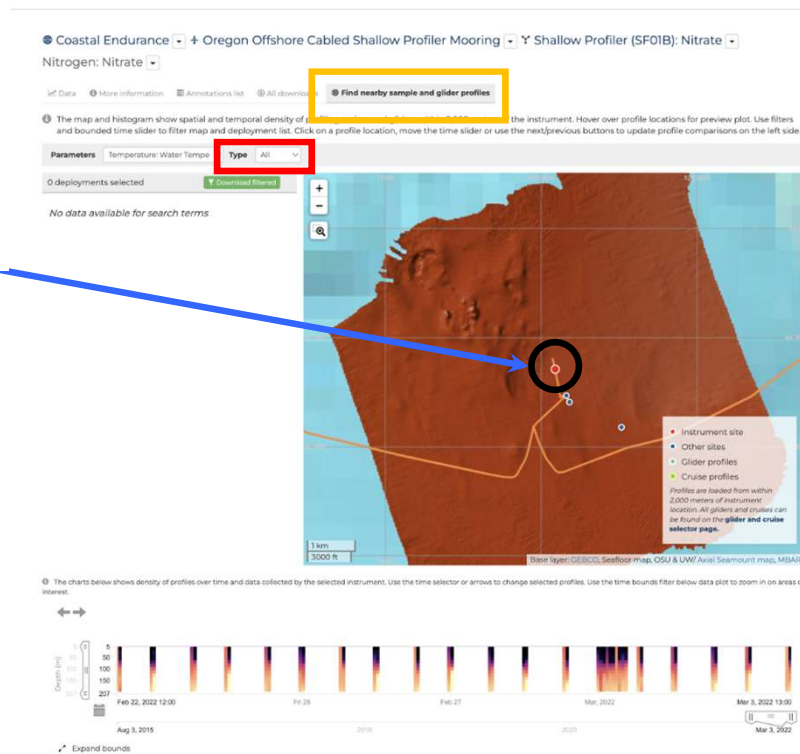 Coastal Endurance Oregon Offshore Cabled Shallow Profiler Mooring Shallow Profiler (SF01B): Nitrate
Nitrogen: Nitrate
Data More information Annotations list All downloads Find nearby sample and glider profiles
The map and histogram show spatial and temporal density of the instrument. Hover over profile locations for preview plot. Use filters
and bounded time slider to filter map and deployment list. Click on a profile location, move the time slider or use the next/previous buttons to update profile comparisons on the left side.
Parameters Temperature: Water Tempe Type All
0 deployments selected Download filtered
No data available for search terms
+
−
Instrument site
Other sites
Glider profiles
Cruise profiles
Profiles are loaded from within
2,000 meters of instrument
location. All gliders and cruises can
be found on the glider and cruise
selector page.
1 km
3000 ft
Base layer: GEBCO, Seafloor map, OSU & UW/ Axial Seamount map, MBAR
The charts below shows density of profiles over time and data collected by the selected instrument. Use the time selector or arrows to change selected profiles. Use the time bounds filter below data plot to zoom in on areas
interest.
Depth (m)
5 5
50 50
100 100
150 150
207 207
Feb 22, 2022 12:00 Fri 25 Feb 27 Mar, 2022 Mar 3, 2022 13:00
Aug 3, 2015 2018 2020 Mar 3, 2022
Expand bounds